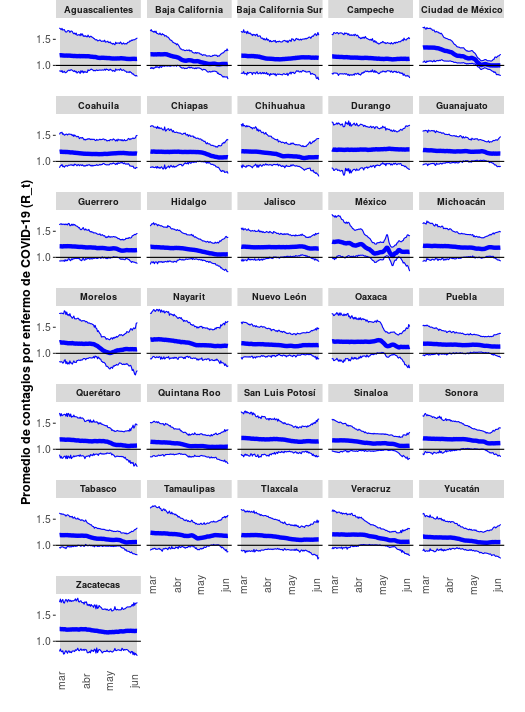 Promedio de contagios por enfermo de COVID-19 (R_t)
Aguascalientes Baja California Baja California Sur Campeche Ciudad de México
1.5
1.0
Coahuila Chiapas Chihuahua Durango Guanajuato
1.5
1.0
Guerrero Hidalgo Jalisco México Michoacán
1.5
1.0
Morelos Nayarit Nuevo León Oaxaca Puebla
1.5
1.0
Querétaro Quintana Roo San Luis Potosí Sinaloa Sonora
1.5
1.0
Tabasco Tamaulipas Tlaxcala Veracruz Yucatán
1.5
1.0
mar abr may jun mar abr may jun mar abr may jun mar abr may jun
Zacatecas
1.5
1.0
mar abr may jun